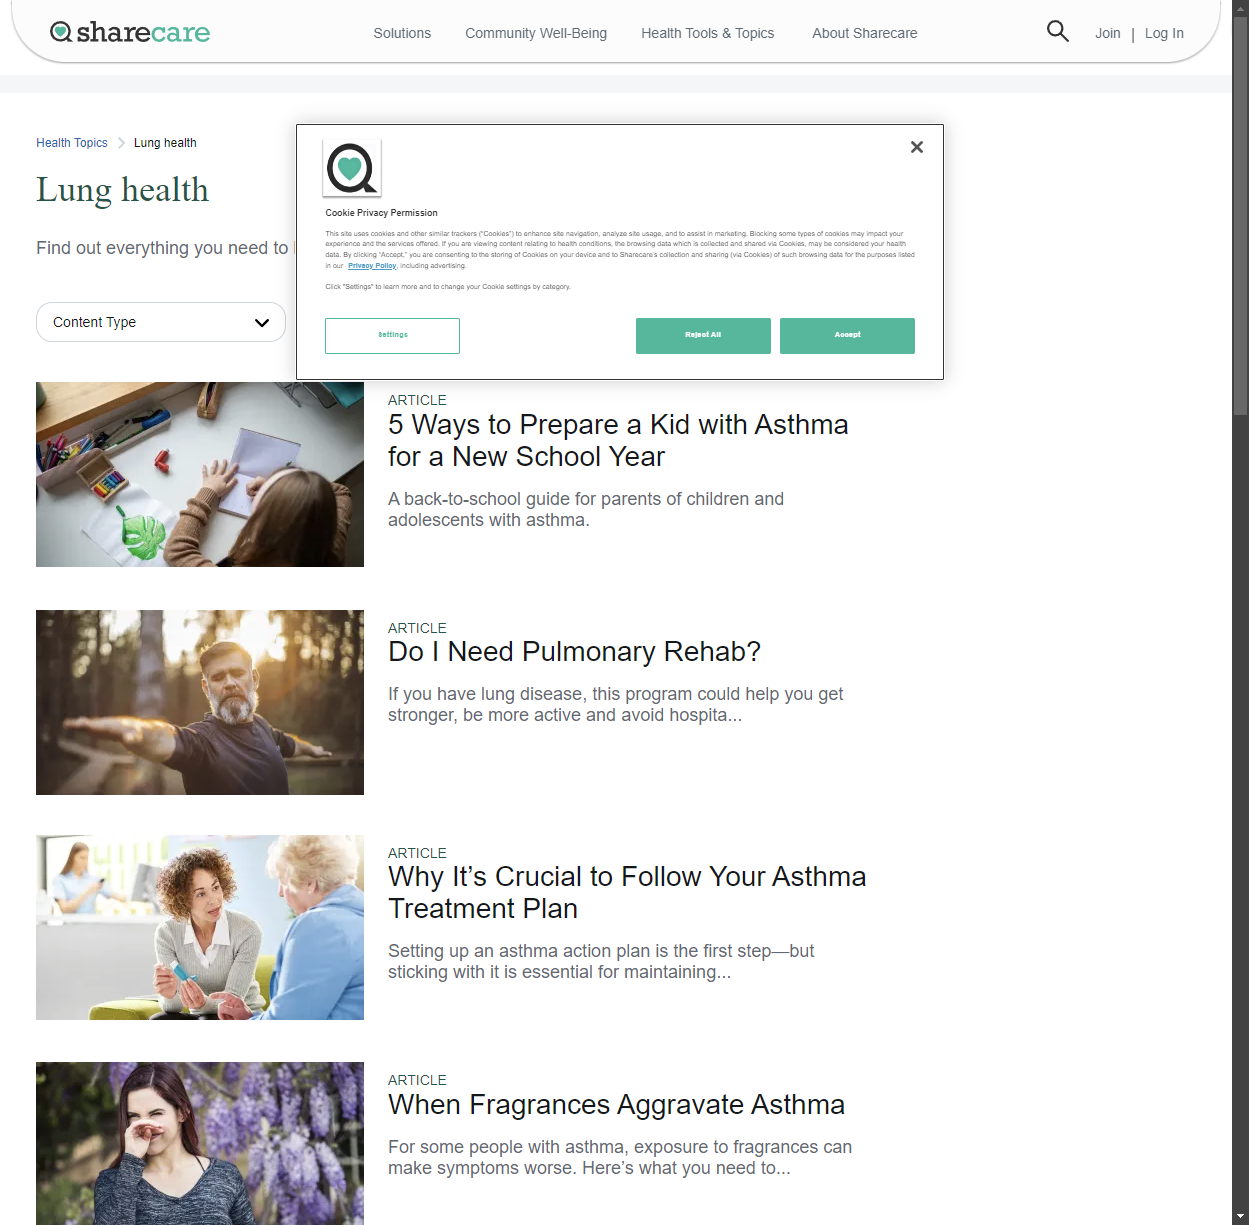 sharecare
Solutions
Community Well-Being
Health Tools & Topics
About Sharecare
Join | Log In
Health Topics
Lung health
Lung health
Find out everything you need to
Content Type
Cookie Privacy Permission
This site uses cookies and other similar trackers ("Cookies") to enhance site navigation, analyze site usage, and to assist in marketing. Blocking some types of cookies may impact your
experience and the services offered. If you are viewing content relating to health conditions, the browsing data which is collected and shared via Cookies, may be considered your health
data. By clicking "Accept," you are consenting to the storing of Cookies on your device and to Sharecare's collection and sharing (via Cookies) of such browsing data for the purposes listed
in our Privacy Policy, including advertising.
Click "Settings" to learn more and to change your Cookie settings by category.
Settings
Reject All
Accept
ARTICLE
5 Ways to Prepare a Kid with Asthma
for a New School Year
A back-to-school guide for parents of children and
adolescents with asthma.
ARTICLE
Do I Need Pulmonary Rehab?
If you have lung disease, this program could help you get
stronger, be more active and avoid hospita...
ARTICLE
Why It’s Crucial to Follow Your Asthma
Treatment Plan
Setting up an asthma action plan is the first step—but
sticking with it is essential for maintaining...
ARTICLE
When Fragrances Aggravate Asthma
For some people with asthma, exposure to fragrances can
make symptoms worse. Here’s what you need to...